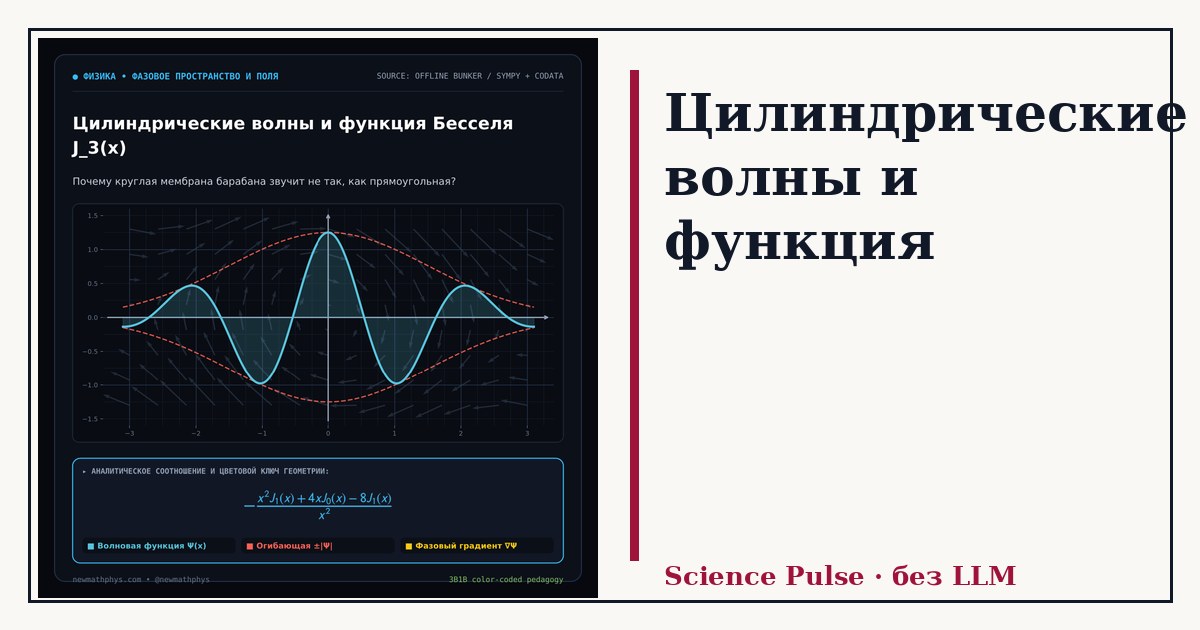 ● ФИЗИКА • ФАЗОВОЕ ПРОСТРАНСТВО И ПОЛЯ
SOURCE: OFFLINE BUNKER / SYMPY + CODATA
Цилиндрические волны и функция Бесселя
J_3(x)
Почему круглая мембрана барабана звучит не так, как прямоугольная?
1.5
1.0
0.5
0.0
−0.5
−1.0
−1.5
−3 −2 −1 0 1 2 3
▸ АНАЛИТИЧЕСКОЕ СООТНОШЕНИЕ И ЦВЕТОВОЙ КЛЮЧ ГЕОМЕТРИИ:
− (x²J₁(x) + 4xJ₀(x) − 8J₁(x)) / x²
■ Волновая функция Ψ(x)
■ Огибающая ±|Ψ|
■ Фазовый градиент ∇Ψ
newmathphys.com • @newmathphys
3B1B color-coded pedagogy
Цилиндрические
волны и
функция
Science Pulse · без LLM